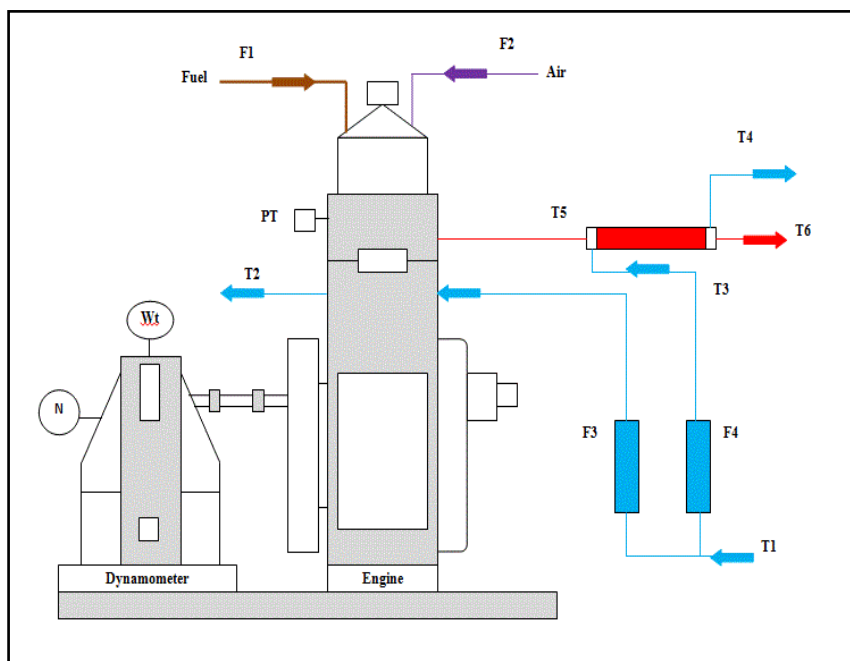 F1
F2
Fuel
Air
T4
PT
T5
T6
T2
T3
Wt
N
F3
F4
T1
Dynamometer
Engine